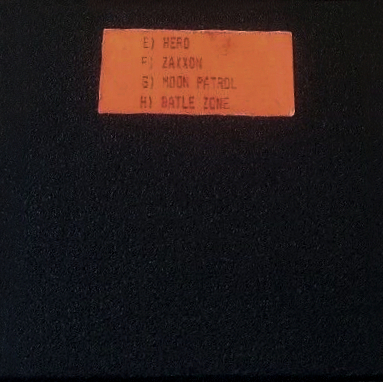 E) HERO
F) ZAXXON
G) MOON PATROL
H) BATLE ZONE